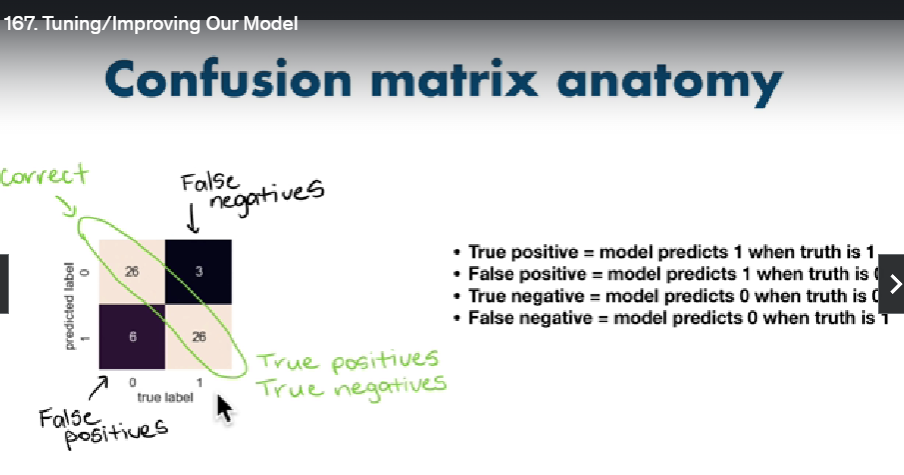 167. Tuning/Improving Our Model
Confusion matrix anatomy
Correct
False
negatives
predicted label
0
1
26
3
6
26
0
1
true label
False
positives
True positives
True negatives
• True positive = model predicts 1 when truth is 1
• False positive = model predicts 1 when truth is
• True negative = model predicts 0 when truth is
• False negative = model predicts 0 when truth is 1